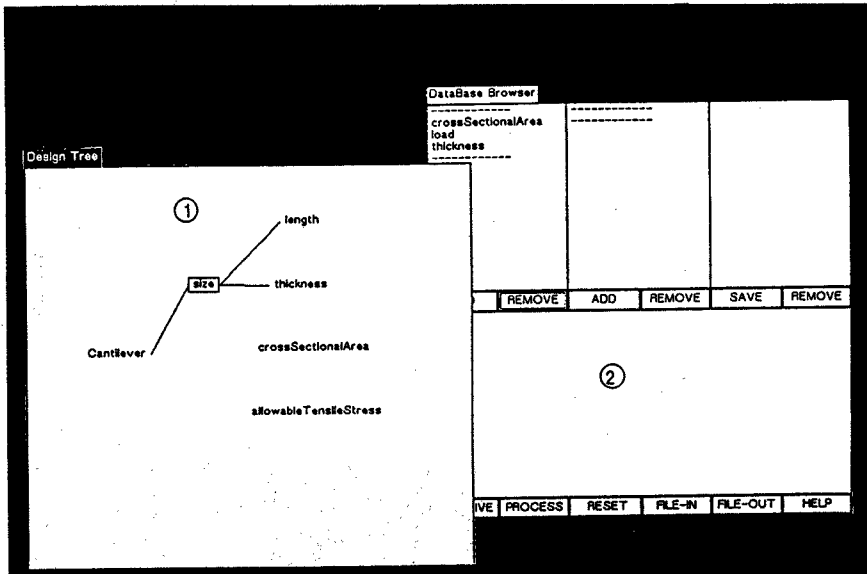 DataBase Browser
------------
crossSectionalArea
load
thickness
------------
------------
------------
Design Tree
①
length
size
thickness
Cantilever
crossSectionalArea
allowableTensileStress
REMOVE ADD REMOVE SAVE REMOVE
②
IVE PROCESS RESET FILE-IN FILE-OUT HELP